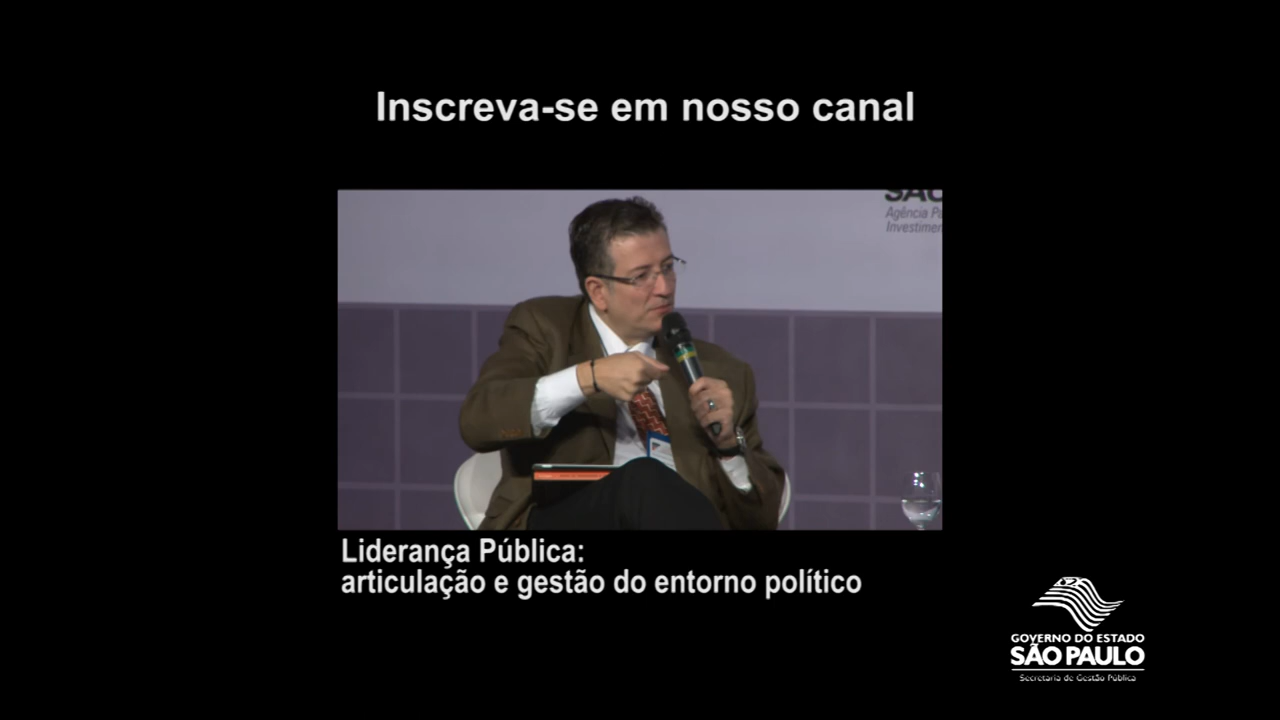 Inscreva-se em nosso canal
Agência
Liderança Pública:
articulação e gestão do entorno político
GOVERNO DO ESTADO
SÃO PAULO
Secretaria de Gestão Pública